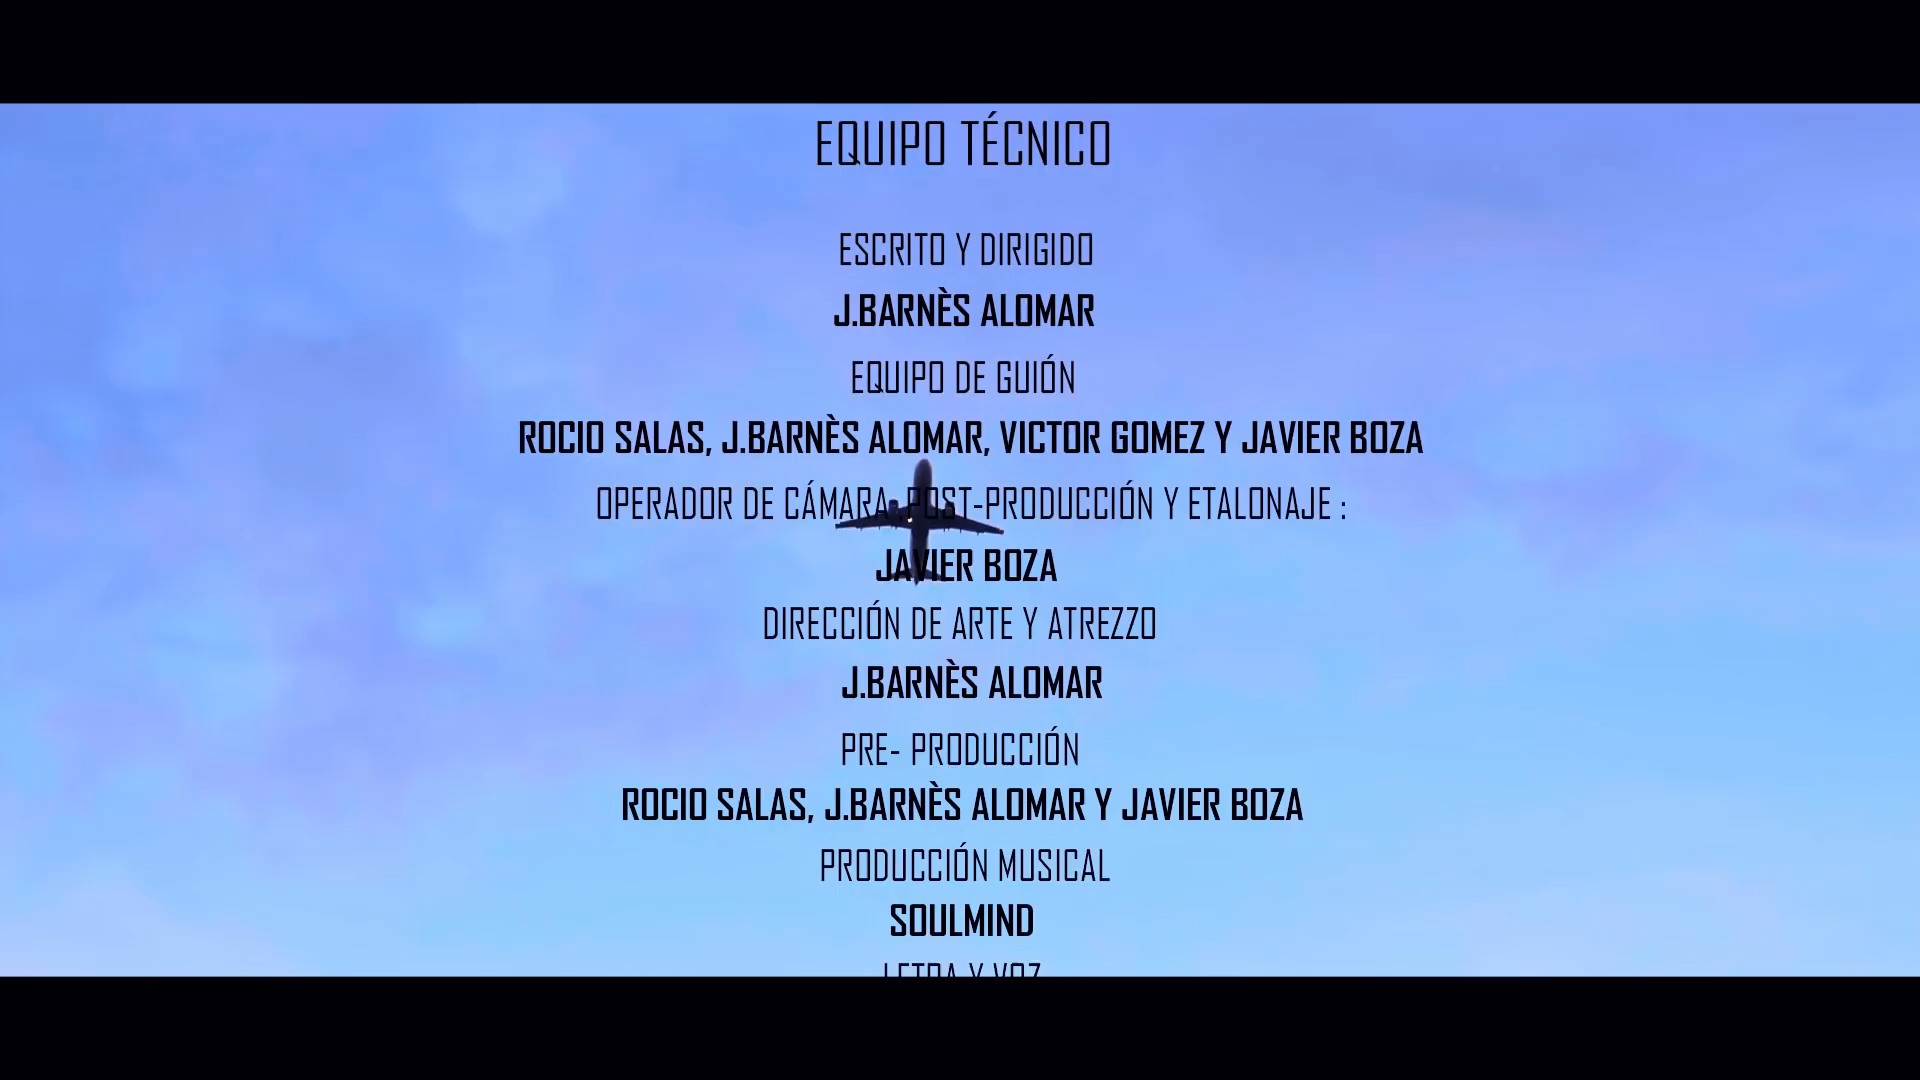 EQUIPO TÉCNICO
ESCRITO Y DIRIGIDO
J.BARNÈS ALOMAR
EQUIPO DE GUIÓN
ROCIO SALAS, J.BARNÈS ALOMAR, VICTOR GOMEZ Y JAVIER BOZA
OPERADOR DE CÁMARA ,POST-PRODUCCIÓN Y ETALONAJE :
JAVIER BOZA
DIRECCIÓN DE ARTE Y ATREZZO
J.BARNÈS ALOMAR
PRE- PRODUCCIÓN
ROCIO SALAS, J.BARNÈS ALOMAR Y JAVIER BOZA
PRODUCCIÓN MUSICAL
SOULMIND
LETRA Y VOZ